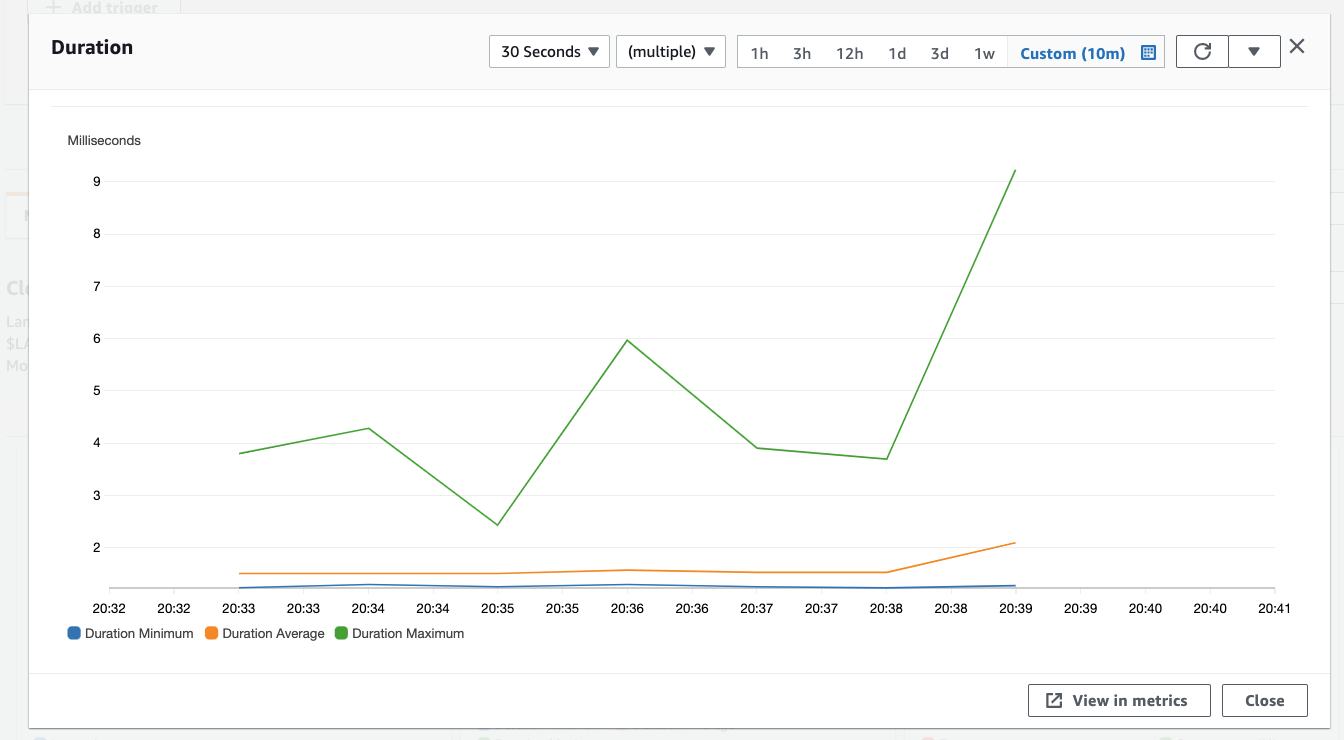 Add trigger
Duration
30 Seconds (multiple) 1h 3h 12h 1d 3d 1w Custom (10m)
Milliseconds
9
8
7
6
5
4
3
2
20:32 20:32 20:33 20:33 20:34 20:34 20:35 20:35 20:36 20:36 20:37 20:37 20:38 20:38 20:39 20:39 20:40 20:40 20:41
Duration Minimum Duration Average Duration Maximum
View in metrics Close